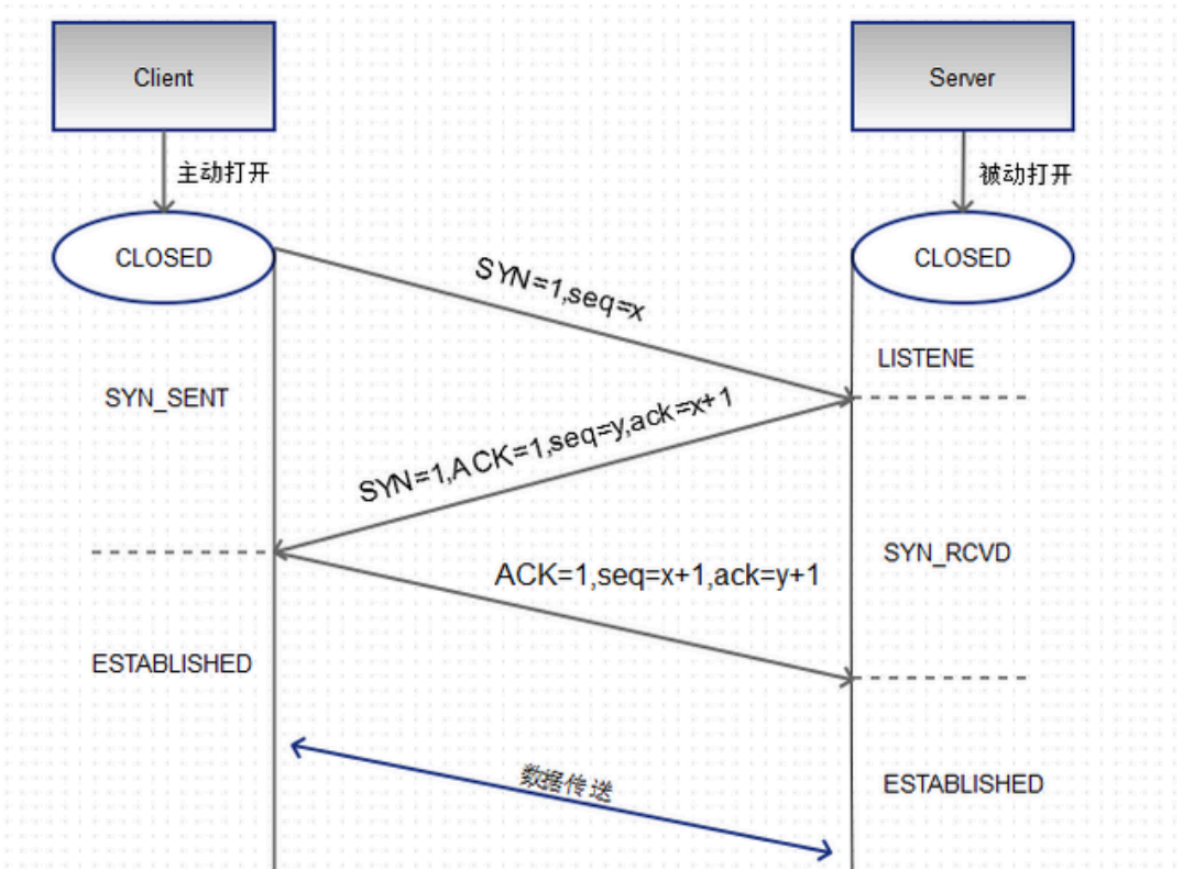 Client
Server
主动打开
被动打开
CLOSED
CLOSED
SYN=1,seq=x
LISTENE
SYN_SENT
SYN=1,ACK=1,seq=y,ack=x+1
SYN_RCVD
ACK=1,seq=x+1,ack=y+1
ESTABLISHED
数据传送
ESTABLISHED